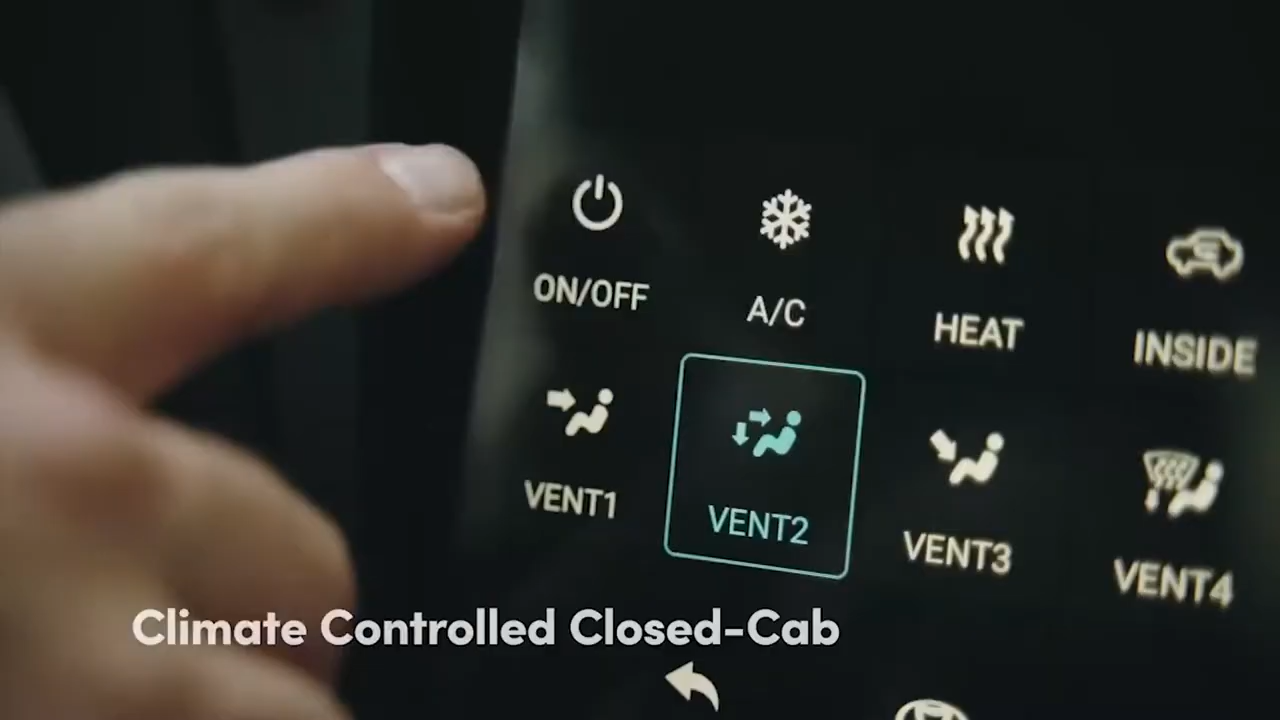 ON/OFF
A/C
HEAT
INSIDE
VENT1
VENT2
VENT3
VENT4
Climate Controlled Closed-Cab